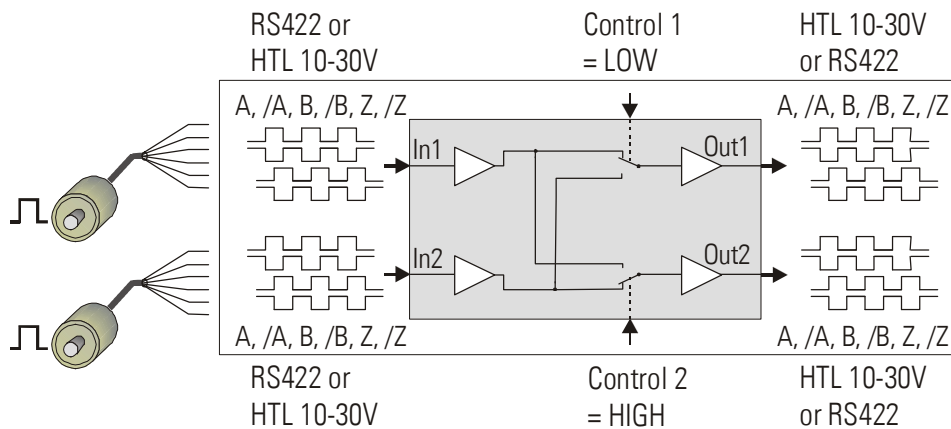 RS422 or
HTL 10-30V
Control 1
= LOW
HTL 10-30V
or RS422
A, /A, B, /B, Z, /Z
A, /A, B, /B, Z, /Z
In1
Out1
In2
Out2
A, /A, B, /B, Z, /Z
A, /A, B, /B, Z, /Z
RS422 or
HTL 10-30V
Control 2
= HIGH
HTL 10-30V
or RS422